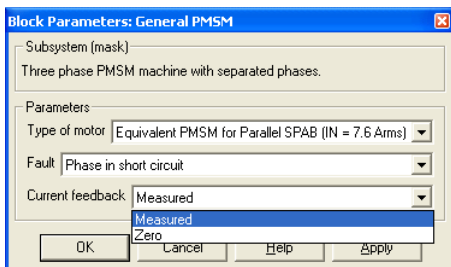 Block Parameters: General PMSM
Subsystem (mask)
Three phase PMSM machine with separated phases.
Parameters
Type of motor Equivalent PMSM for Parallel SPAB (IN = 7.6 Arms)
Fault Phase in short circuit
Current feedback Measured
Measured
Zero
OK Cancel Help Apply